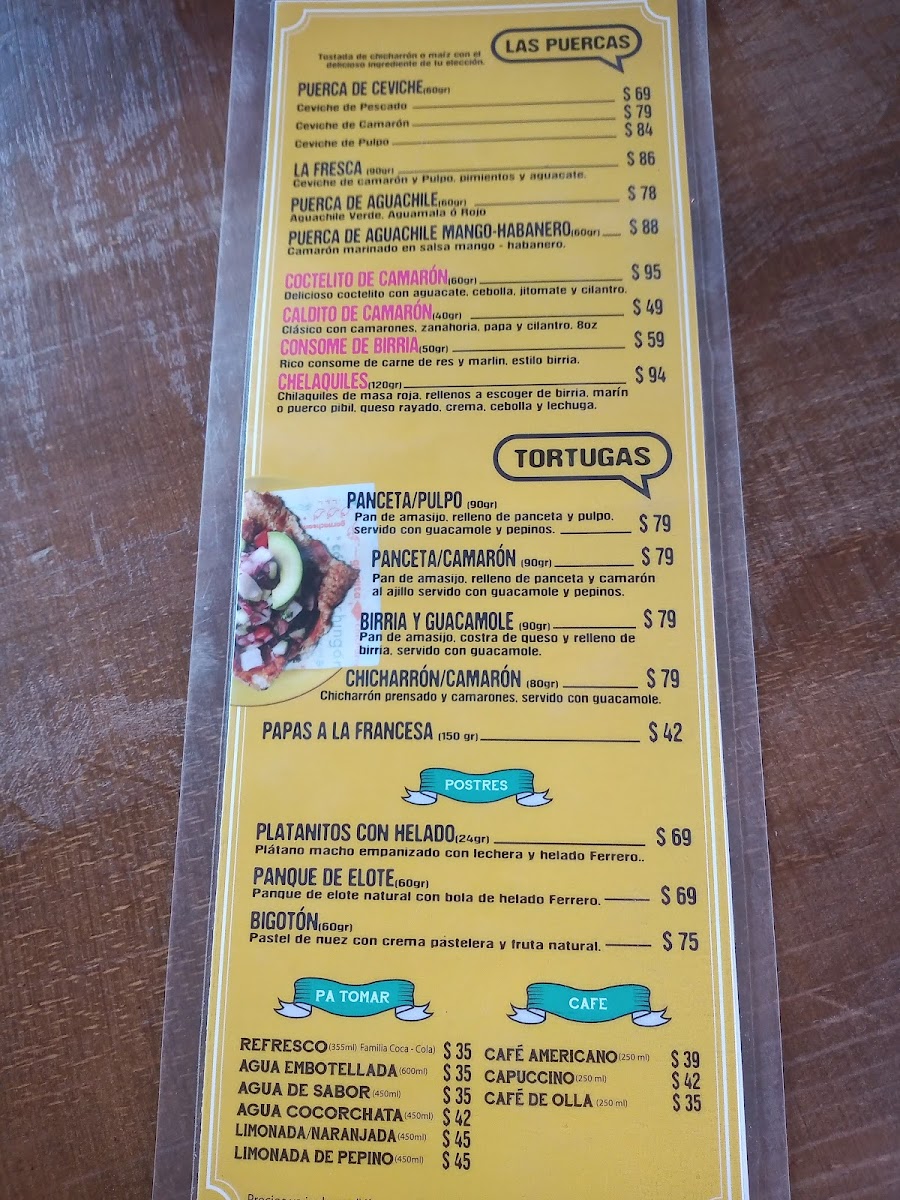 LAS PUERCAS
Tostada de chicharrón o maíz con el
delicioso ingrediente de tu elección.
PUERCA DE CEVICHE(60gr)
Ceviche de Pescado $ 69
Ceviche de Camarón $ 79
Ceviche de Pulpo $ 84
LA FRESCA (90gr) $ 86
Ceviche de camarón y Pulpo, pimientos y aguacate.
PUERCA DE AGUACHILE(60gr) $ 78
Aguachile Verde, Aguamala ó Rojo
PUERCA DE AGUACHILE MANGO-HABANERO(60gr) $ 88
Camarón marinado en salsa mango - habanero.
COCTELITO DE CAMARÓN(60gr) $ 95
Delicioso coctelito con aguacate, cebolla, jitomate y cilantro.
CALDITO DE CAMARÓN(40gr) $ 49
Clásico con camarones, zanahoria, papa y cilantro. 8oz
CONSOME DE BIRRIA(50gr) $ 59
Rico consome de carne de res y marlin, estilo birria.
CHELAQUILES(120gr) $ 94
Chilaquiles de masa roja, rellenos a escoger de birria, marín
o puerco pibil, queso rayado, crema, cebolla y lechuga.
TORTUGAS
PANCETA/PULPO (90gr)
Pan de amasijo, relleno de panceta y pulpo,
servido con guacamole y pepinos. $ 79
PANCETA/CAMARÓN (90gr) $ 79
Pan de amasijo, relleno de panceta y camarón
al ajillo servido con guacamole y pepinos.
BIRRIA Y GUACAMOLE (90gr) $ 79
Pan de amasijo, costra de queso y relleno de
birria, servido con guacamole.
CHICHARRÓN/CAMARÓN (80gr) $ 79
Chicharrón prensado y camarones, servido con guacamole.
PAPAS A LA FRANCESA (150 gr) $ 42
POSTRES
PLATANITOS CON HELADO(24gr) $ 69
Plátano macho empanizado con lechera y helado Ferrero..
PANQUE DE ELOTE(60gr)
Panque de elote natural con bola de helado Ferrero. $ 69
BIGOTÓN(60gr)
Pastel de nuez con crema pastelera y fruta natural. $ 75
PA TOMAR
REFRESCO(355ml) Familia Coca - Cola) $ 35
AGUA EMBOTELLADA(600ml) $ 35
AGUA DE SABOR(450ml) $ 35
AGUA COCORCHATA(450ml) $ 42
LIMONADA/NARANJADA(450ml) $ 45
LIMONADA DE PEPINO(450ml) $ 45
CAFE
CAFÉ AMERICANO(250 ml) $ 39
CAPUCCINO(250 ml) $ 42
CAFÉ DE OLLA (250 ml) $ 35